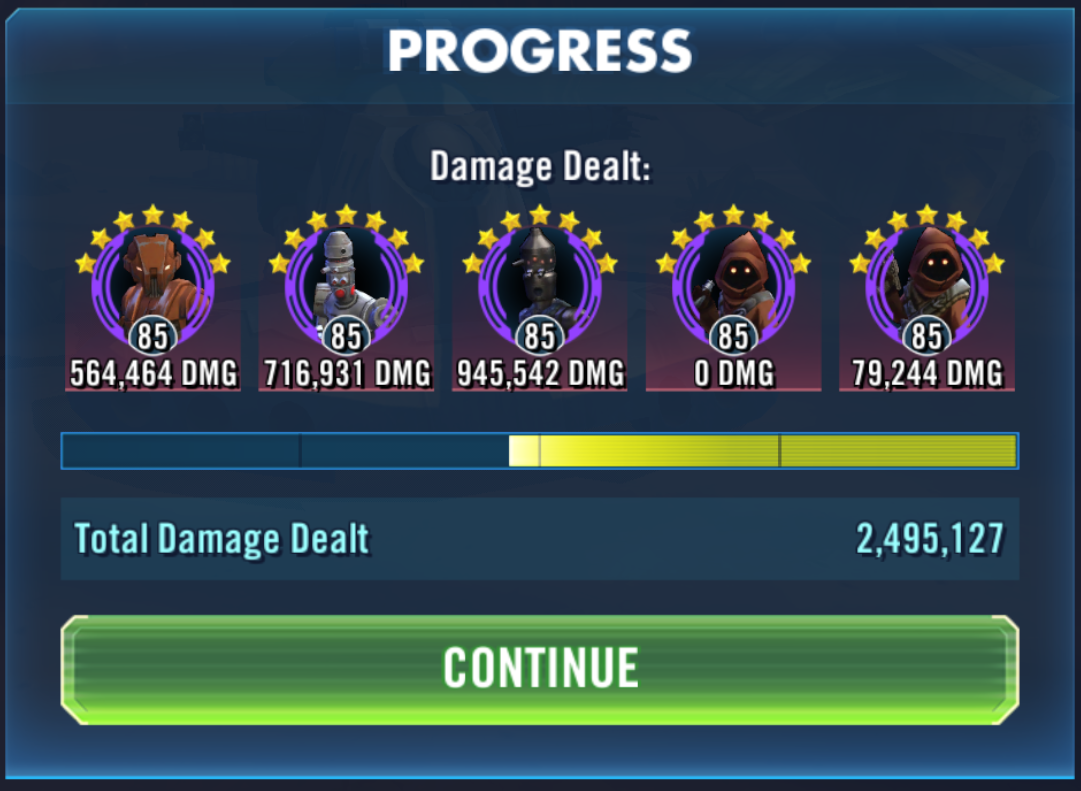 PROGRESS
Damage Dealt:
85 85 85 85 85
564,464 DMG 716,931 DMG 945,542 DMG 0 DMG 79,244 DMG
Total Damage Dealt 2,495,127
CONTINUE